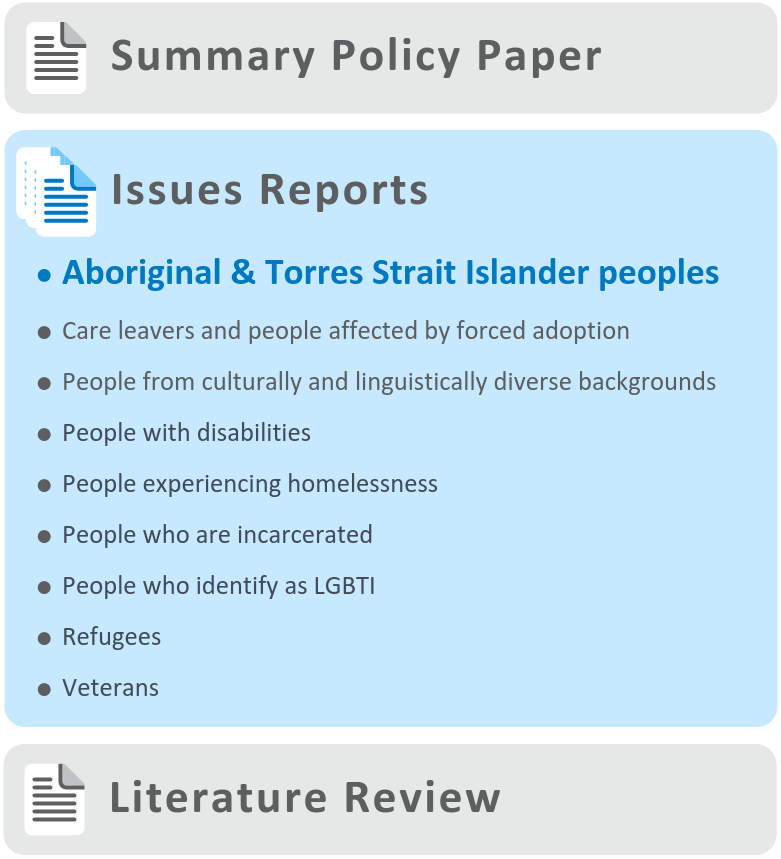 Summary Policy Paper
Issues Reports
• Aboriginal & Torres Strait Islander peoples
• Care leavers and people affected by forced adoption
• People from culturally and linguistically diverse backgrounds
• People with disabilities
• People experiencing homelessness
• People who are incarcerated
• People who identify as LGBTI
• Refugees
• Veterans
Literature Review